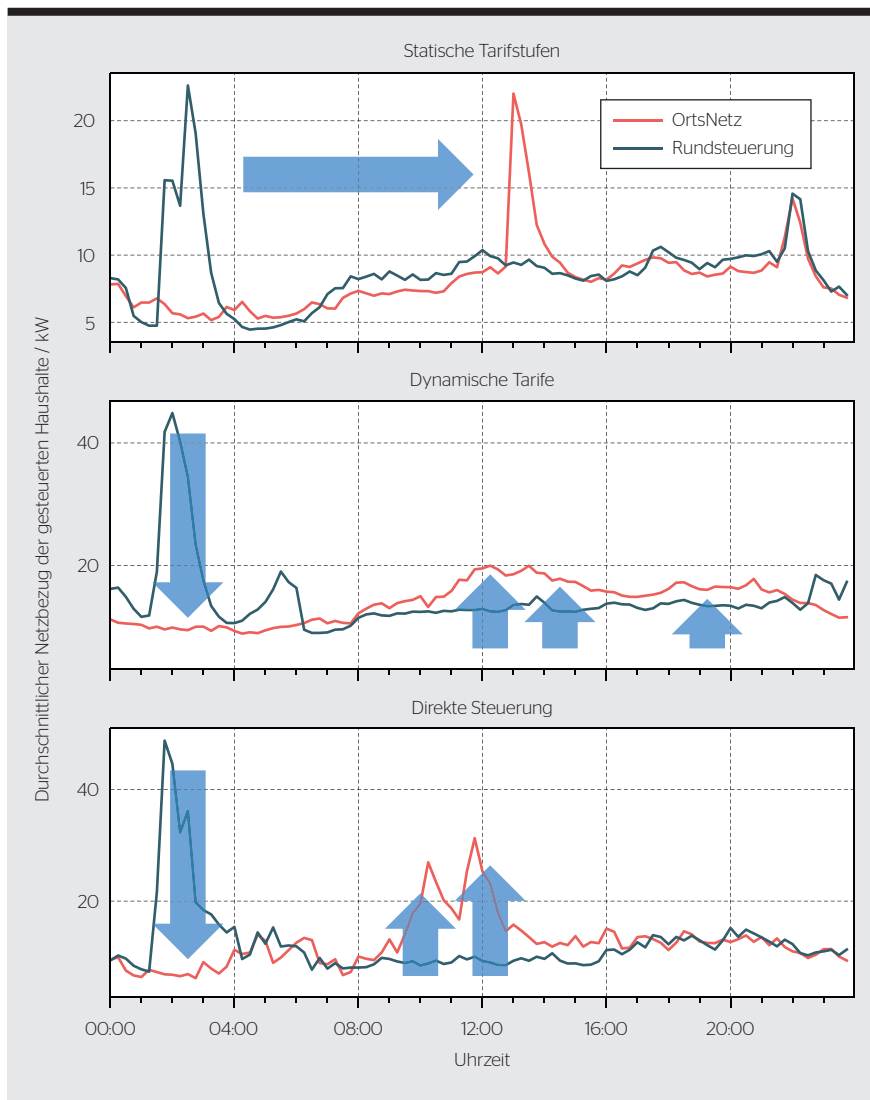 Statische Tarifstufen
20
15
10
5
OrtsNetz
Rundsteuerung
Durchschnittlicher Netzbezug der gesteuerten Haushalte / kW
Dynamische Tarife
40
20
Direkte Steuerung
40
20
00:00 04:00 08:00 12:00 16:00 20:00
Uhrzeit